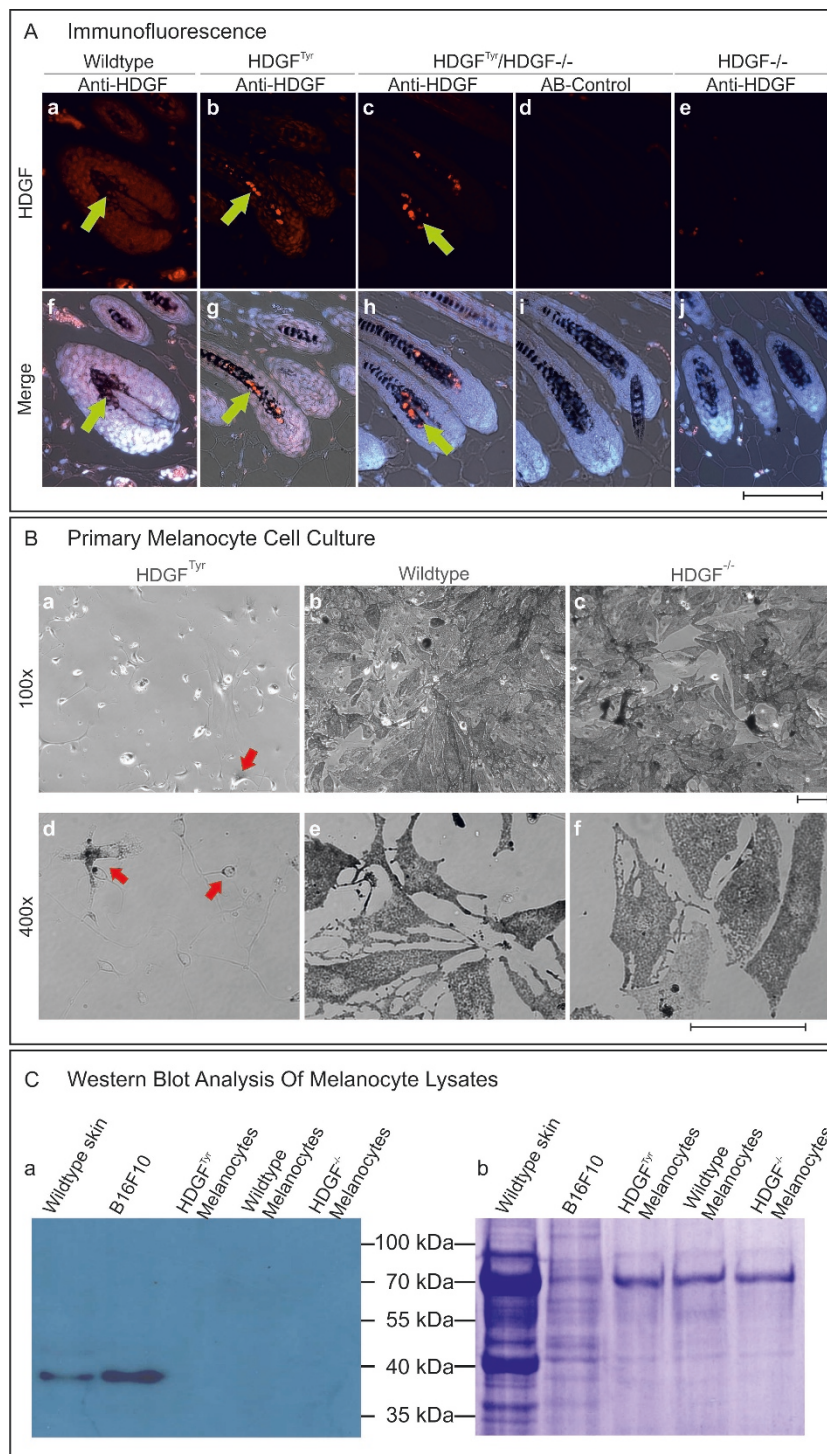 A Immunofluorescence
Wildtype HDGFTyr HDGFTyr/HDGF-/- HDGF-/-
Anti-HDGF Anti-HDGF Anti-HDGF AB-Control Anti-HDGF
HDGF
a b c d e
Merge
f g h i j
B Primary Melanocyte Cell Culture
HDGFTyr Wildtype HDGF-/-
100x
a b c
400x
d e f
C Western Blot Analysis Of Melanocyte Lysates
a
Wildtype skin
B16F10
HDGFTyr Melanocytes
Wildtype Melanocytes
HDGF-/- Melanocytes
b
Wildtype skin
B16F10
HDGFTyr Melanocytes
Wildtype Melanocytes
HDGF-/- Melanocytes
100 kDa
70 kDa
55 kDa
40 kDa
35 kDa